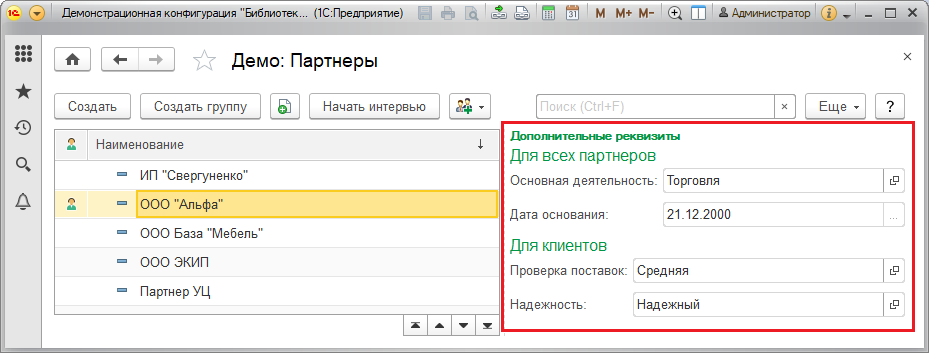 Демонстрационная конфигурация "Библиотек... (1С:Предприятие)
M M+ M- Администратор
Демо: Партнеры
Создать Создать группу Начать интервью Поиск (Ctrl+F) × Еще ?
Наименование
ИП "Свергуненко"
ООО "Альфа"
ООО База "Мебель"
ООО ЭКИП
Партнер УЦ
Дополнительные реквизиты
Для всех партнеров
Основная деятельность: Торговля
Дата основания: 21.12.2000 ...
Для клиентов
Проверка поставок: Средняя
Надежность: Надежный